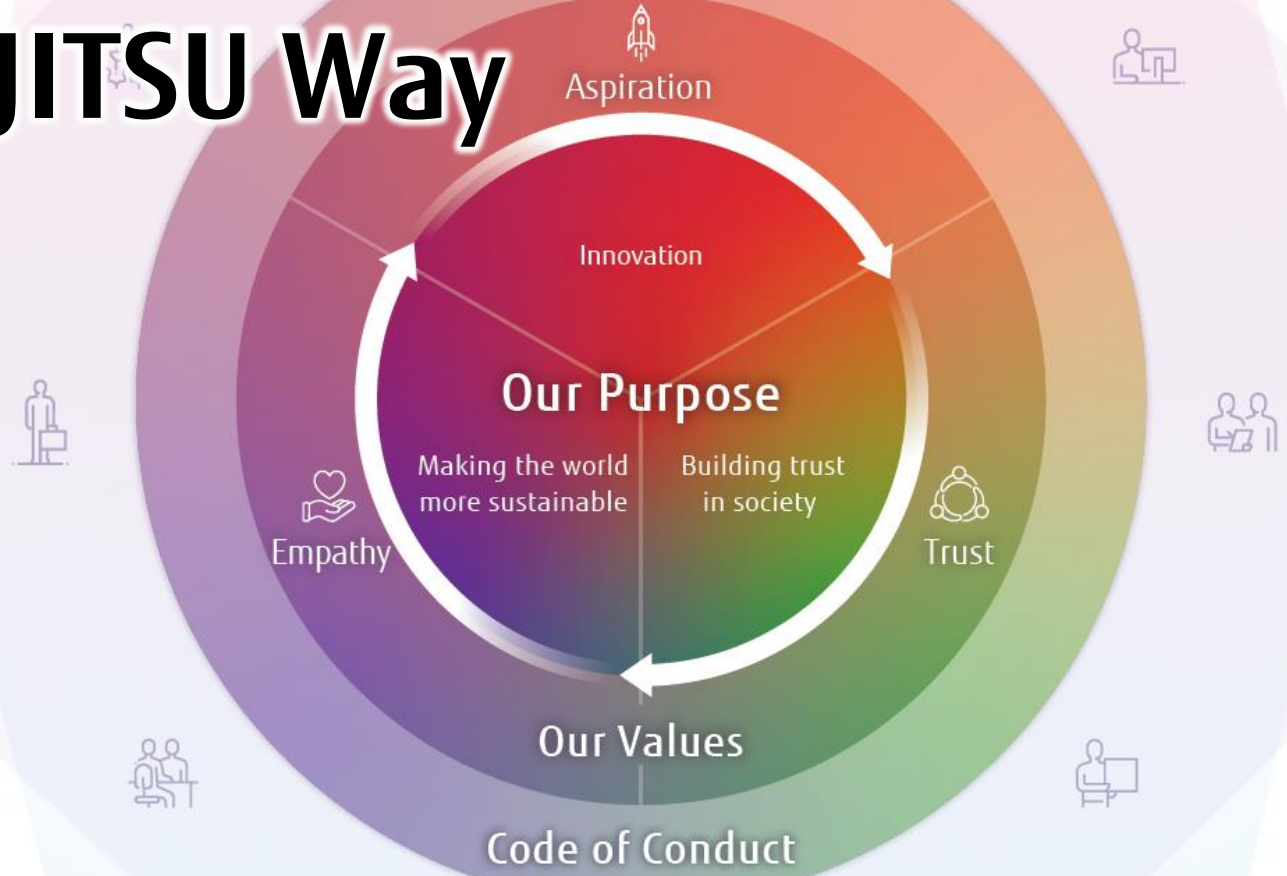 JITSU Way
Aspiration
Innovation
Our Purpose
Making the world
more sustainable
Building trust
in society
Empathy
Trust
Our Values
Code of Conduct